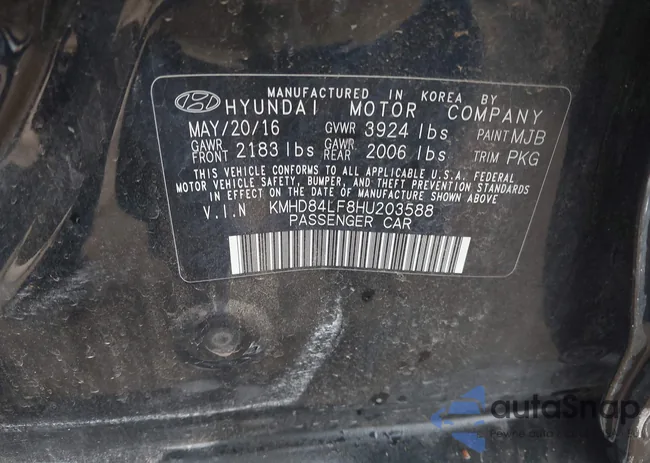 MANUFACTURED IN KOREA BY
HYUNDAI MOTOR COMPANY
MAY/20/16 GVWR 3924 lbs PAINT MJB
GAWR FRONT 2183 lbs GAWR REAR 2006 lbs TRIM PKG
THIS VEHICLE CONFORMS TO ALL APPLICABLE U.S.A. FEDERAL
MOTOR VEHICLE SAFETY, BUMPER, AND THEFT PREVENTION STANDARDS
IN EFFECT ON THE DATE OF MANUFACTURE SHOWN ABOVE
V.I.N KMHD84LF8HU203588
PASSENGER CAR
autoSnap